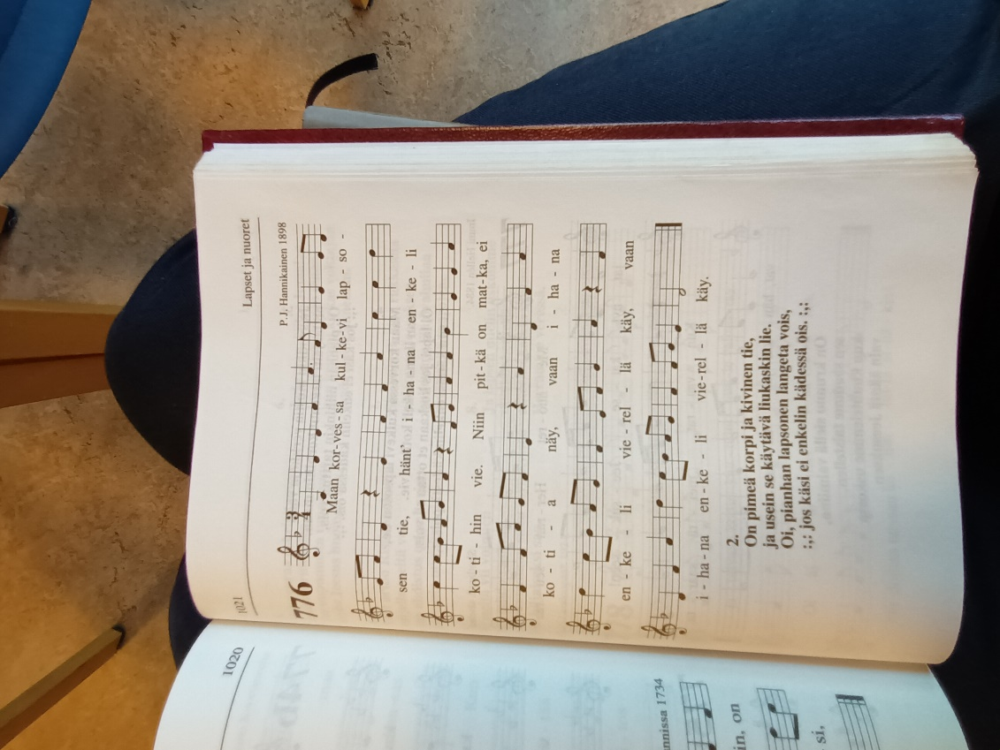 1020
nnissa 1734
in, on
si,
1021
Lapset ja nuoret
776
P.J. Hannikainen 1898
Maan kor-ves-sa kul-ke-vi lap - so -
sen tie, hänt' i - ha - na en - ke - li
ko - ti - hin vie. Niin pit-kä on mat-ka, ei
ko - ti - a näy, vaan i - ha - na
en - ke - li vie - rel - lä käy, vaan
i - ha - na en - ke - li vie-rel - lä käy.
2.
On pimeä korpi ja kivinen tie,
ja usein se käytävä liukaskin lie.
Oi, pianhan lapsonen langeta vois,
:,: jos käsi ei enkelin kädessä ois. :,: